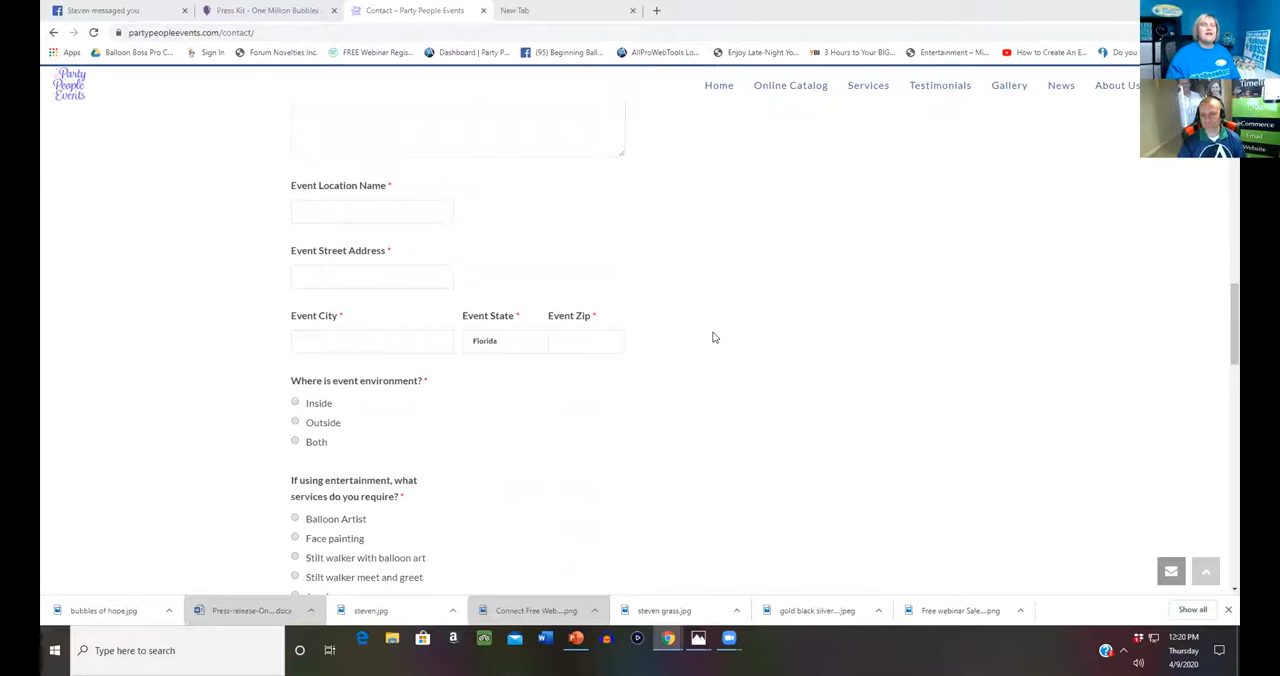 Steven messaged you
Press Kit - One Million Bubbles
Contact – Party People Events
New Tab
partypeopleevents.com/contact/
Apps
Balloon Boss Pro C...
Sign In
Forum Novelties Inc.
FREE Webinar Regis...
Dashboard | Party P...
(95) Beginning Ball...
AllProWebTools Lo...
Enjoy Late-Night Yo...
3 Hours to Your BIG...
Entertainment – Mi...
How to Create An E...
Do you
Party
People
Events
Home
Online Catalog
Services
Testimonials
Gallery
News
About Us
Timeli
eCommerce
Email
Website
Event Location Name *
Event Street Address *
Event City *
Event State *
Event Zip *
Florida
Where is event environment? *
Inside
Outside
Both
If using entertainment, what
services do you require? *
Balloon Artist
Face painting
Stilt walker with balloon art
Stilt walker meet and greet
bubbles of hope.jpg
Press-release-On....docx
steven.jpg
Connect Free Web....png
steven grass.jpg
gold black silver....jpeg
Free webinar Sale....png
Show all
Type here to search
12:20 PM
Thursday
4/9/2020